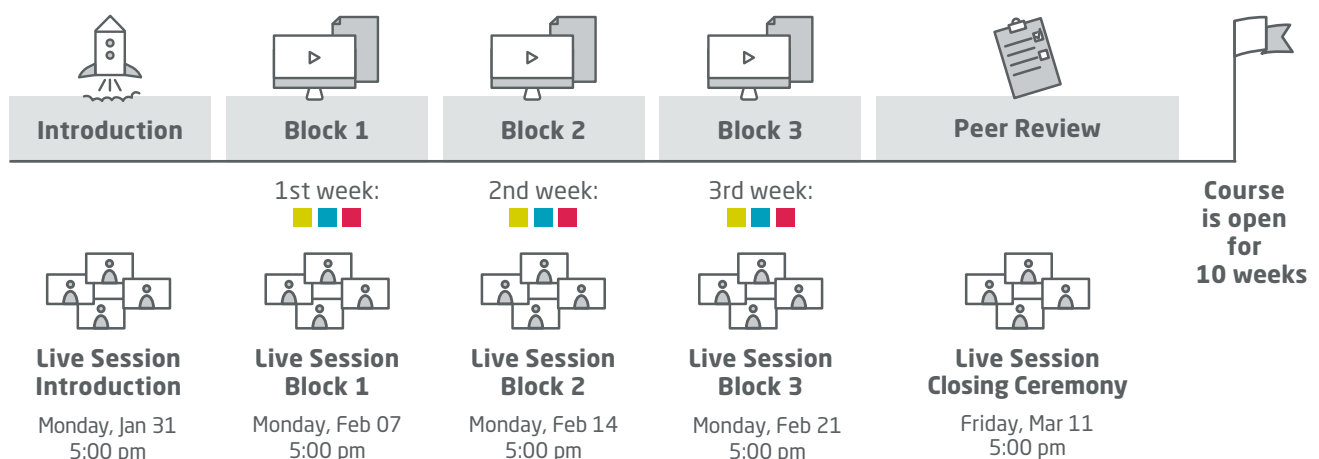 Introduction
Block 1
Block 2
Block 3
Peer Review
1st week:
2nd week:
3rd week:
Course
is open
for
10 weeks
Live Session
Introduction
Monday, Jan 31
5:00 pm
Live Session
Block 1
Monday, Feb 07
5:00 pm
Live Session
Block 2
Monday, Feb 14
5:00 pm
Live Session
Block 3
Monday, Feb 21
5:00 pm
Live Session
Closing Ceremony
Friday, Mar 11
5:00 pm